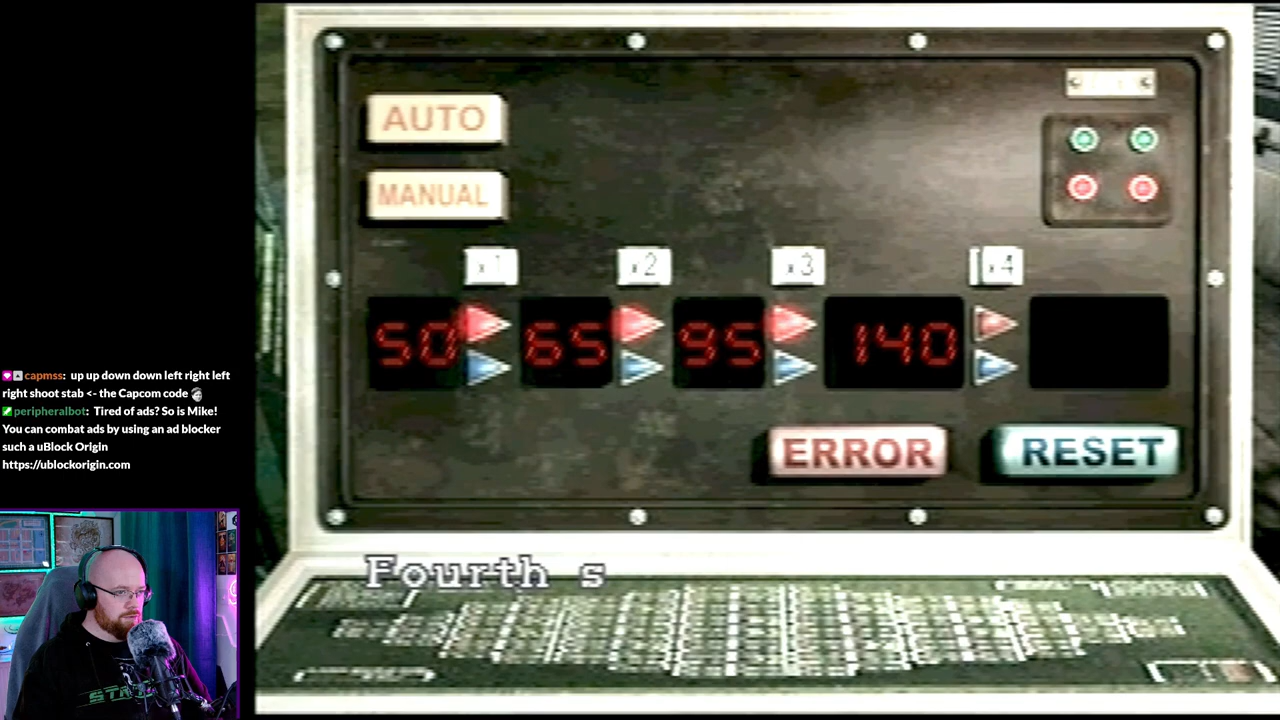 AUTO
MANUAL
x1 x2 x3 x4
50 65 95 140
ERROR RESET
Fourth s
capmss: up up down down left right left
right shoot stab <- the Capcom code
peripheralbot: Tired of ads? So is Mike!
You can combat ads by using an ad blocker
such a uBlock Origin
https://ublockorigin.com